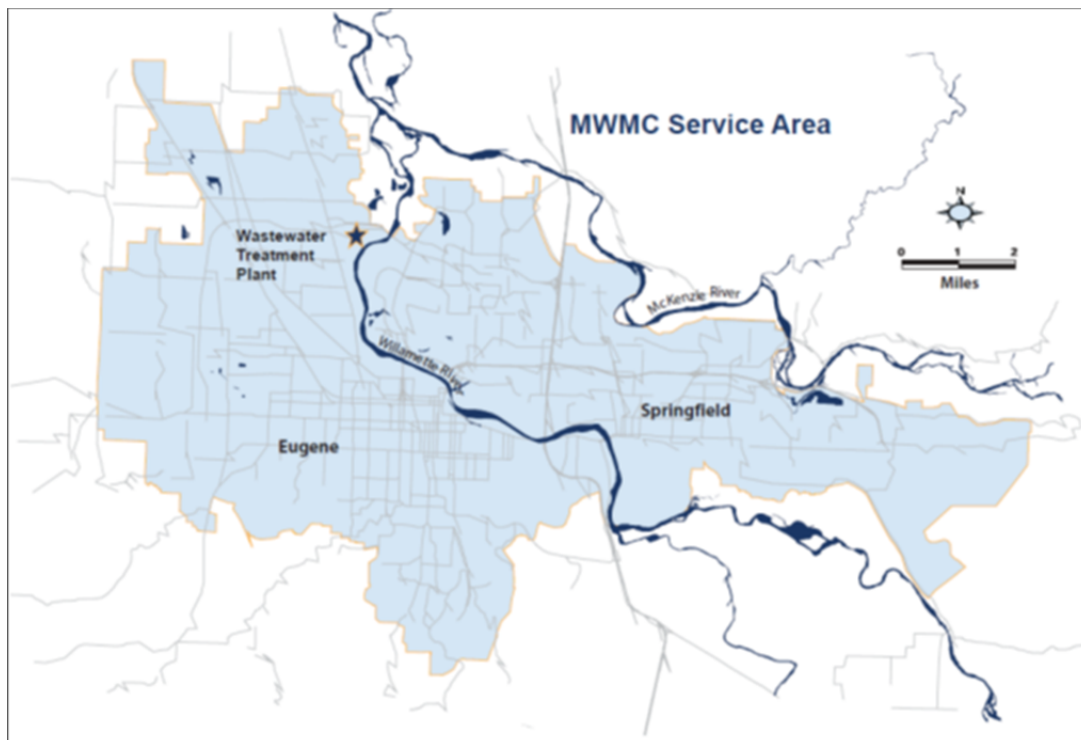 MWMC Service Area
N
Wastewater
Treatment
Plant
0 1 2
Miles
McKenzie River
Willamette River
Springfield
Eugene